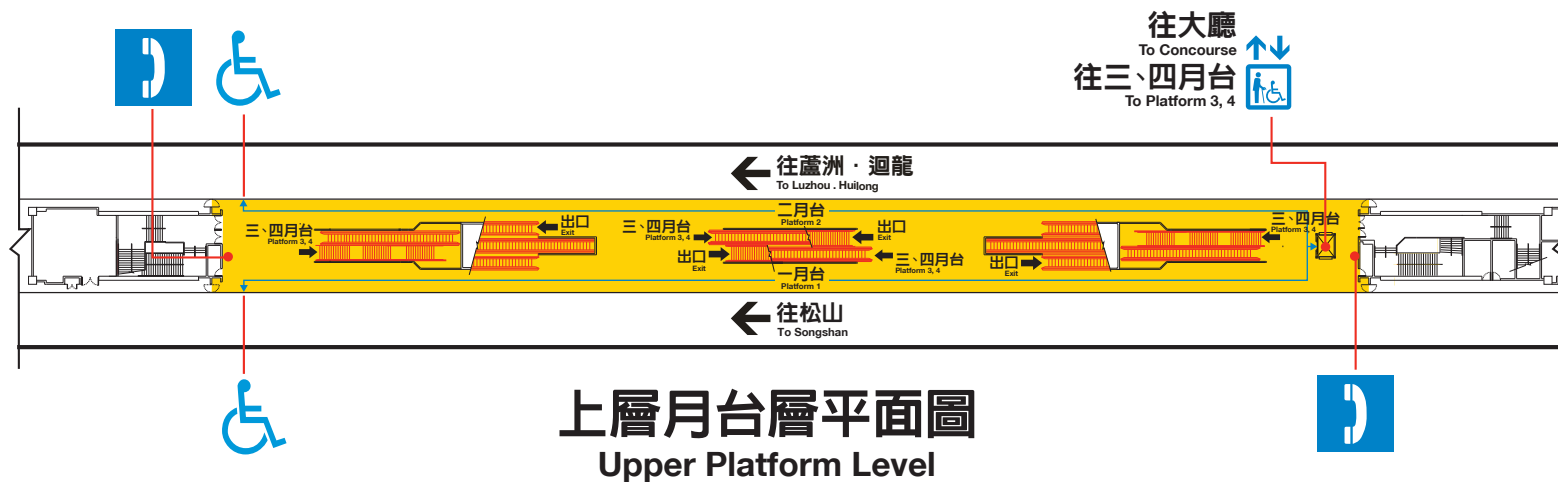 往大廳
To Concourse
往三、四月台
To Platform 3, 4
往蘆洲．迴龍
To Luzhou . Huilong
二月台
Platform 2
三、四月台
Platform 3, 4
出口
Exit
三、四月台
Platform 3, 4
出口
Exit
三、四月台
Platform 3, 4
出口
Exit
三、四月台
Platform 3, 4
出口
Exit
一月台
Platform 1
往松山
To Songshan
上層月台層平面圖
Upper Platform Level